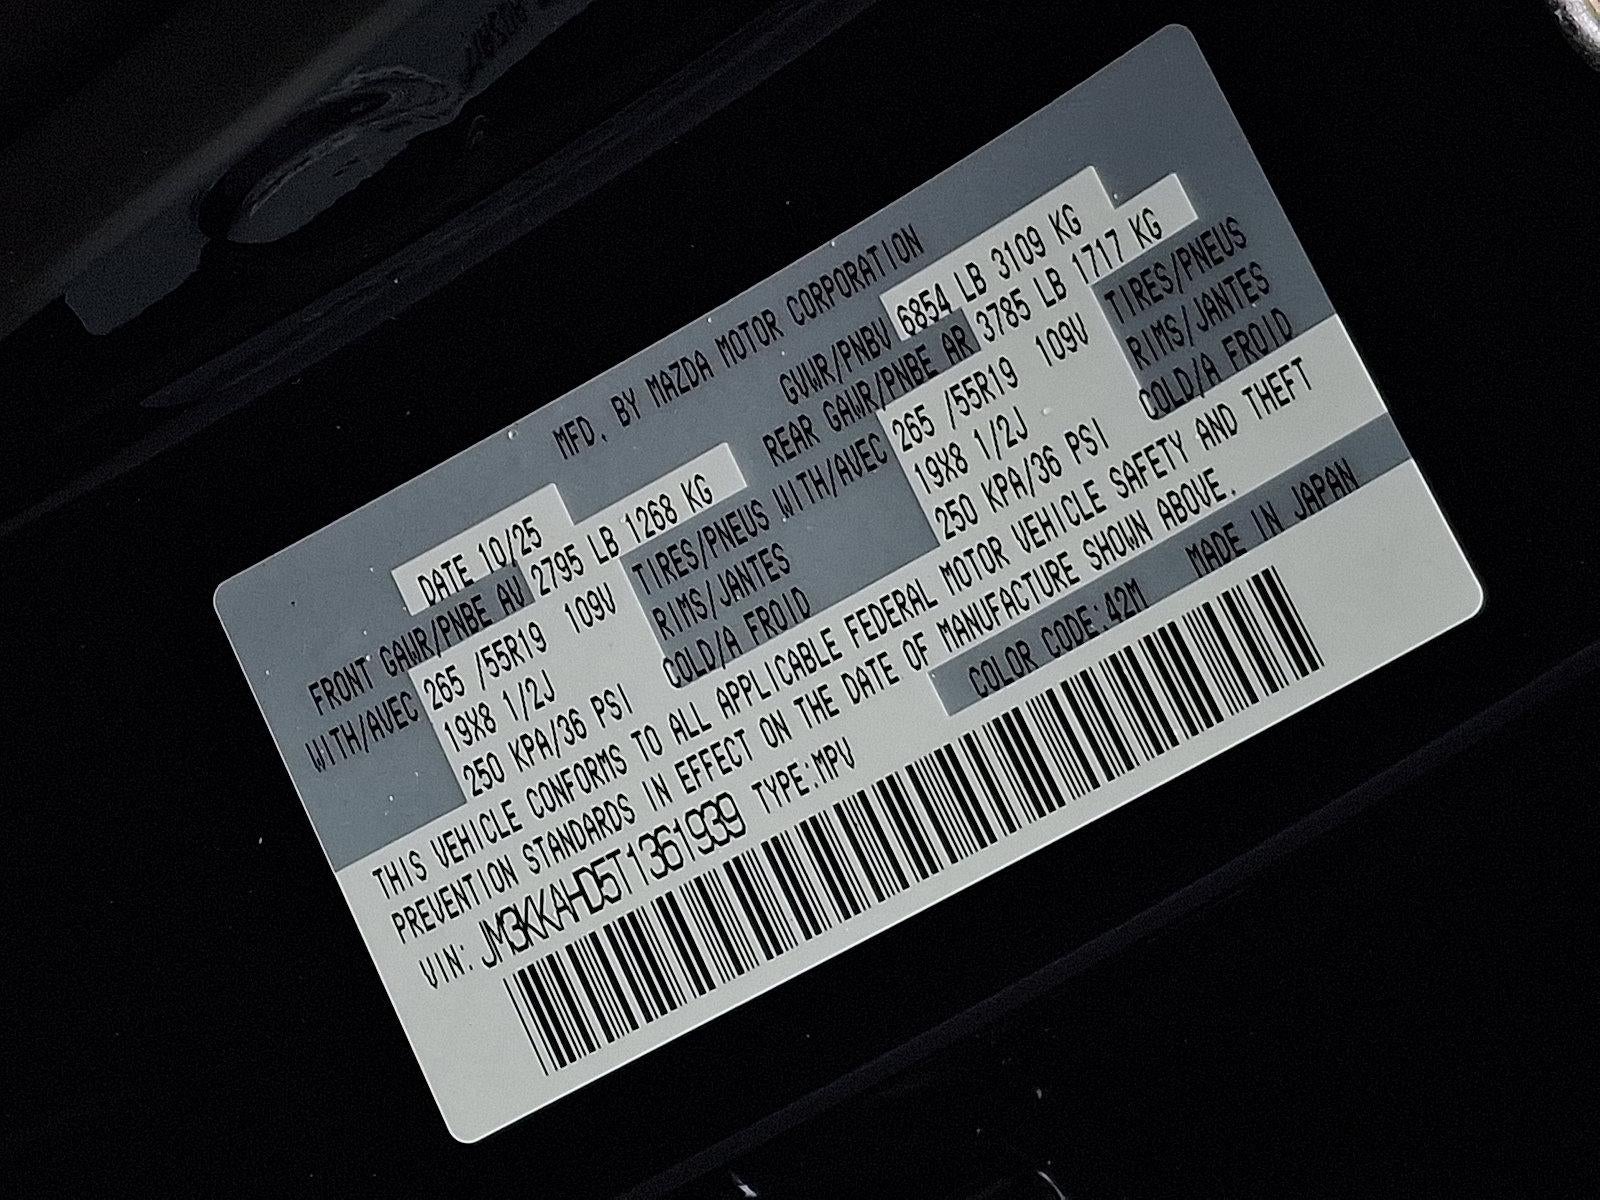 MFD. BY MAZDA MOTOR CORPORATION
DATE 10/25 GVWR/PNBV 6854 LB 3109 KG
FRONT GAWR/PNBE AV 2795 LB 1268 KG REAR GAWR/PNBE AR 3785 LB 1717 KG
WITH/AVEC 265 /55R19 109V TIRES/PNEUS WITH/AVEC 265 /55R19 109V TIRES/PNEUS
19X8 1/2J RIMS/JANTES 19X8 1/2J RIMS/JANTES
250 KPA/36 PSI COLD/A FROID 250 KPA/36 PSI COLD/A FROID
THIS VEHICLE CONFORMS TO ALL APPLICABLE FEDERAL MOTOR VEHICLE SAFETY AND THEFT
PREVENTION STANDARDS IN EFFECT ON THE DATE OF MANUFACTURE SHOWN ABOVE.
VIN: JM3KKAHD5T1361939 TYPE:MPV COLOR CODE:42M MADE IN JAPAN